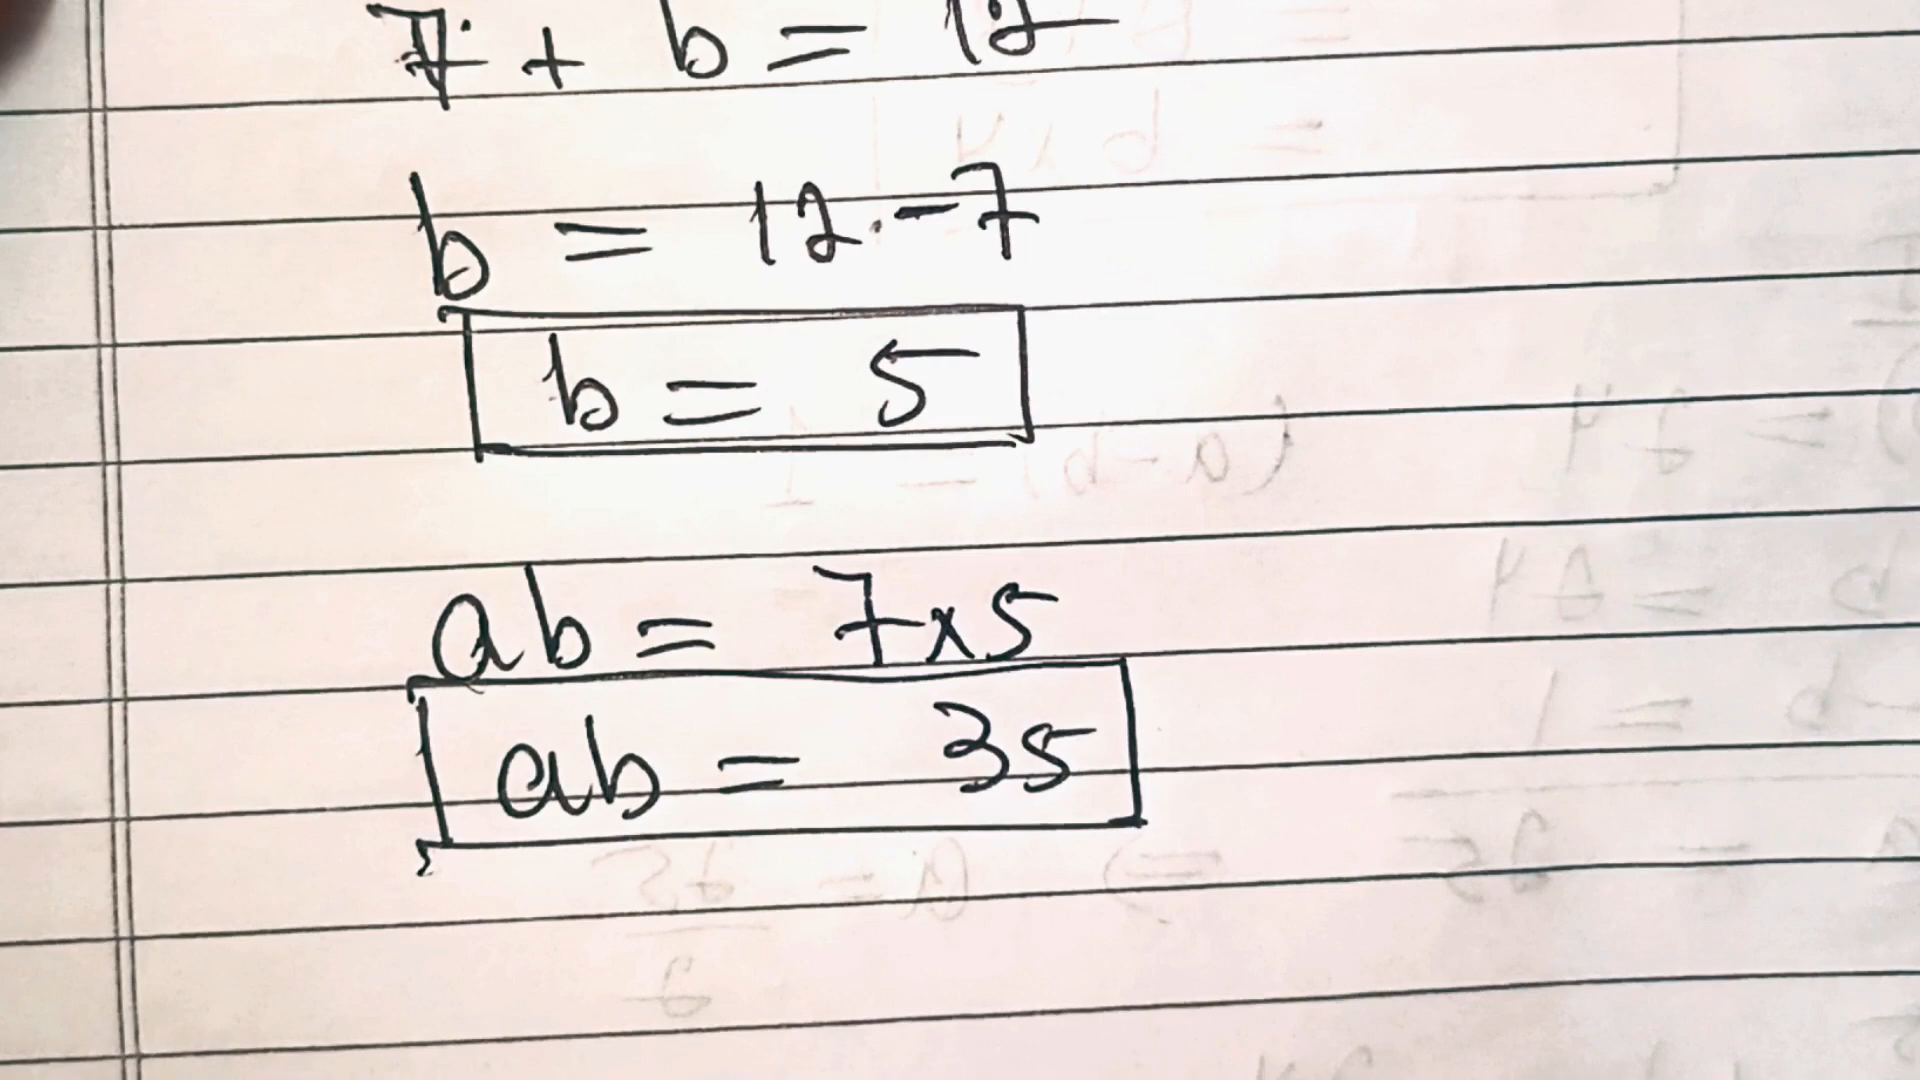 7 + b = 12
b = 12 - 7
b = 5
ab = 7x5
ab = 35